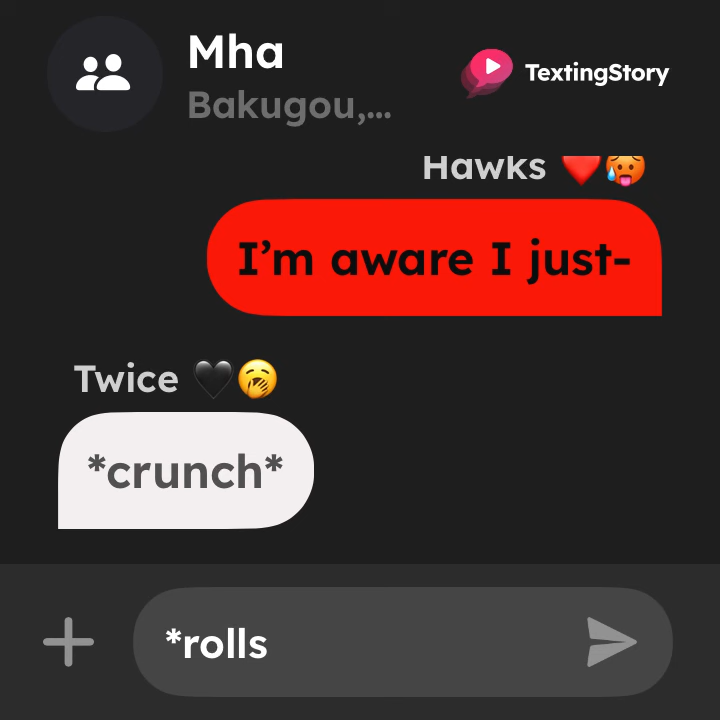 Mha
Bakugou,...
TextingStory
Hawks ❤️🥵
I’m aware I just-
Twice 🖤🥱
*crunch*
*rolls